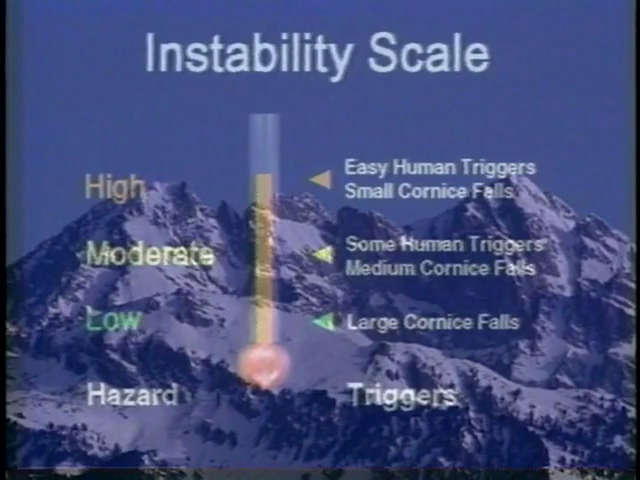 Instability Scale
High
Easy Human Triggers
Small Cornice Falls
Moderate
Some Human Triggers
Medium Cornice Falls
Low
Large Cornice Falls
Hazard
Triggers